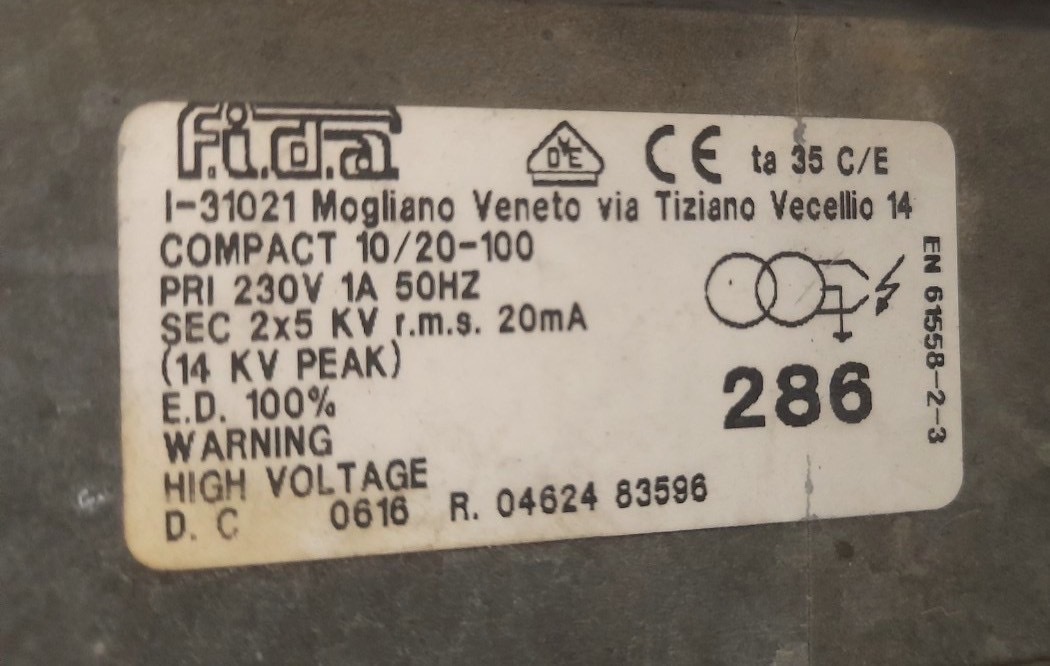 f.i.d.a
DVE CE ta 35 C/E
I-31021 Mogliano Veneto via Tiziano Vecellio 14
COMPACT 10/20-100
PRI 230V 1A 50HZ
SEC 2x5 KV r.m.s. 20mA
(14 KV PEAK)
E.D. 100%
WARNING
HIGH VOLTAGE
D. C 0616 R. 04624 83596
286
EN 61558-2-3